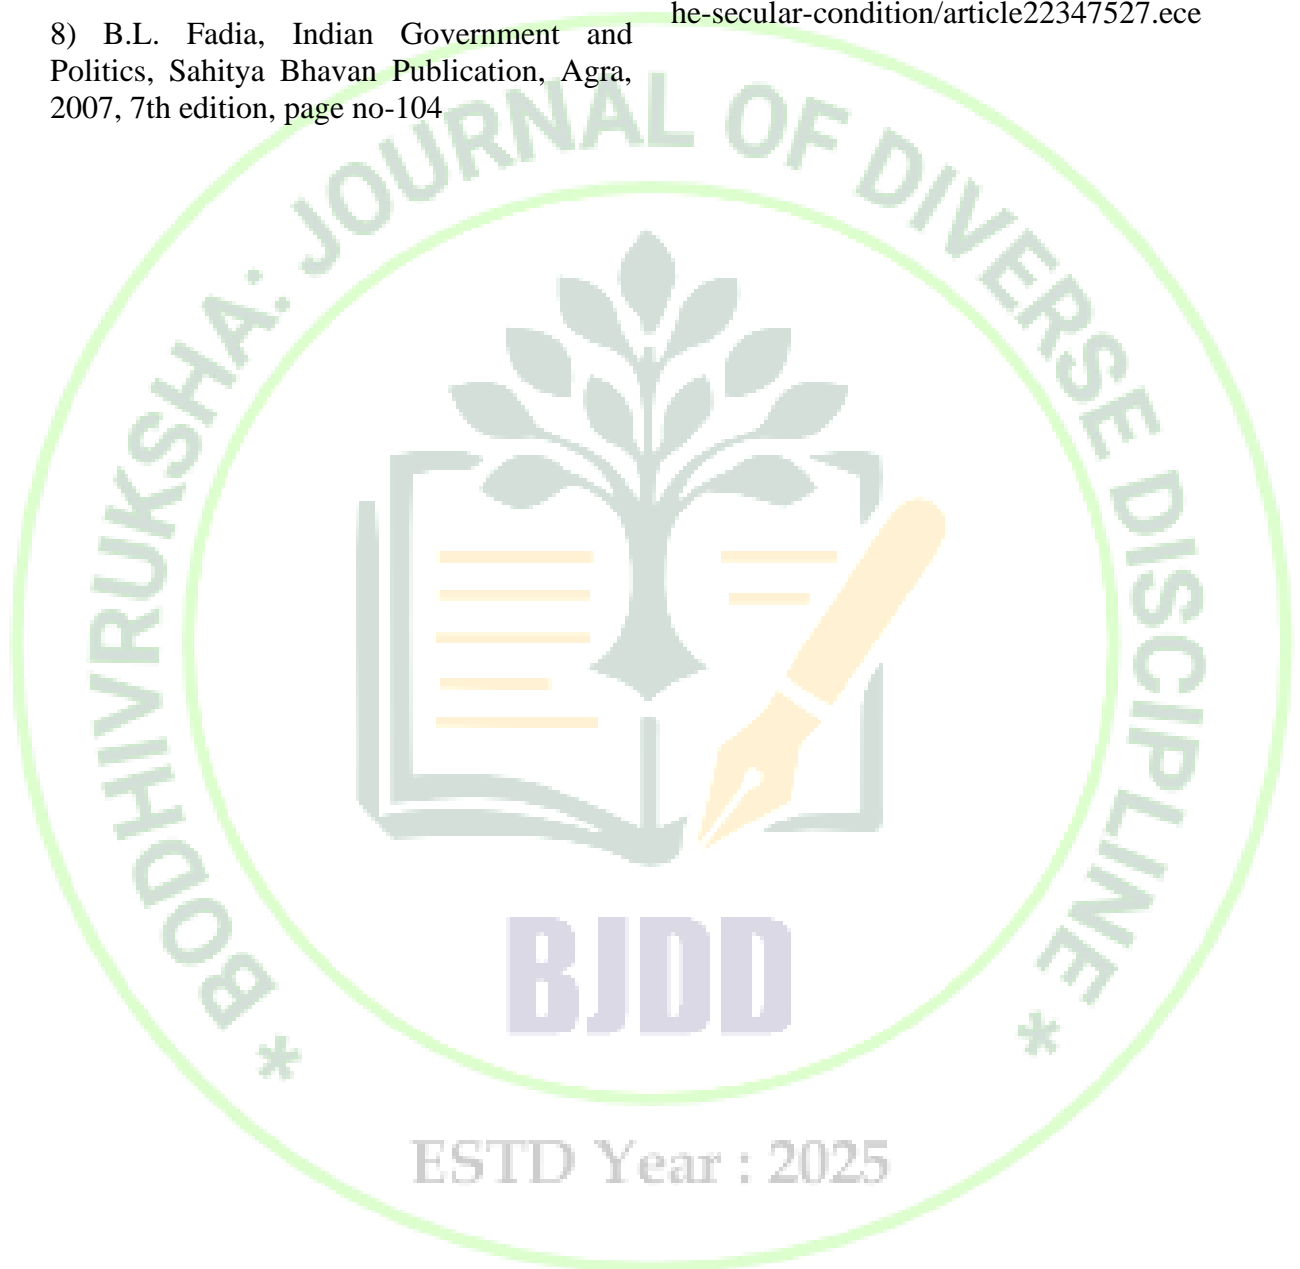 8) B.L. Fadia, Indian Government and
Politics, Sahitya Bhavan Publication, Agra,
2007, 7th edition, page no-104
he-secular-condition/article22347527.ece
* BODHIVRUKSHA: JOURNAL OF DIVERSE DISCIPLINE *
BJDD
ESTD Year : 2025